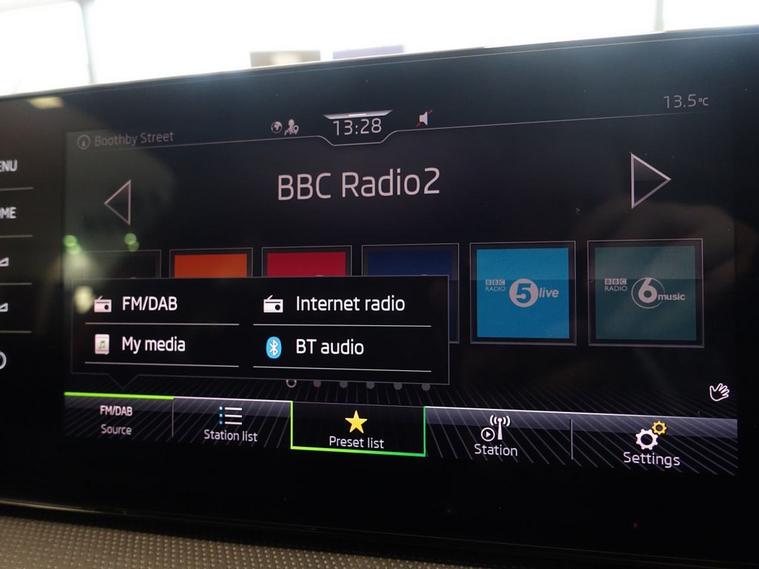 Boothby Street
13:28
13.5°C
ENU
OME
BBC Radio2
BBC
RADIO
5 live
BBC
RADIO
6 music
FM/DAB
Internet radio
My media
BT audio
FM/DAB
Source
Station list
Preset list
Station
Settings